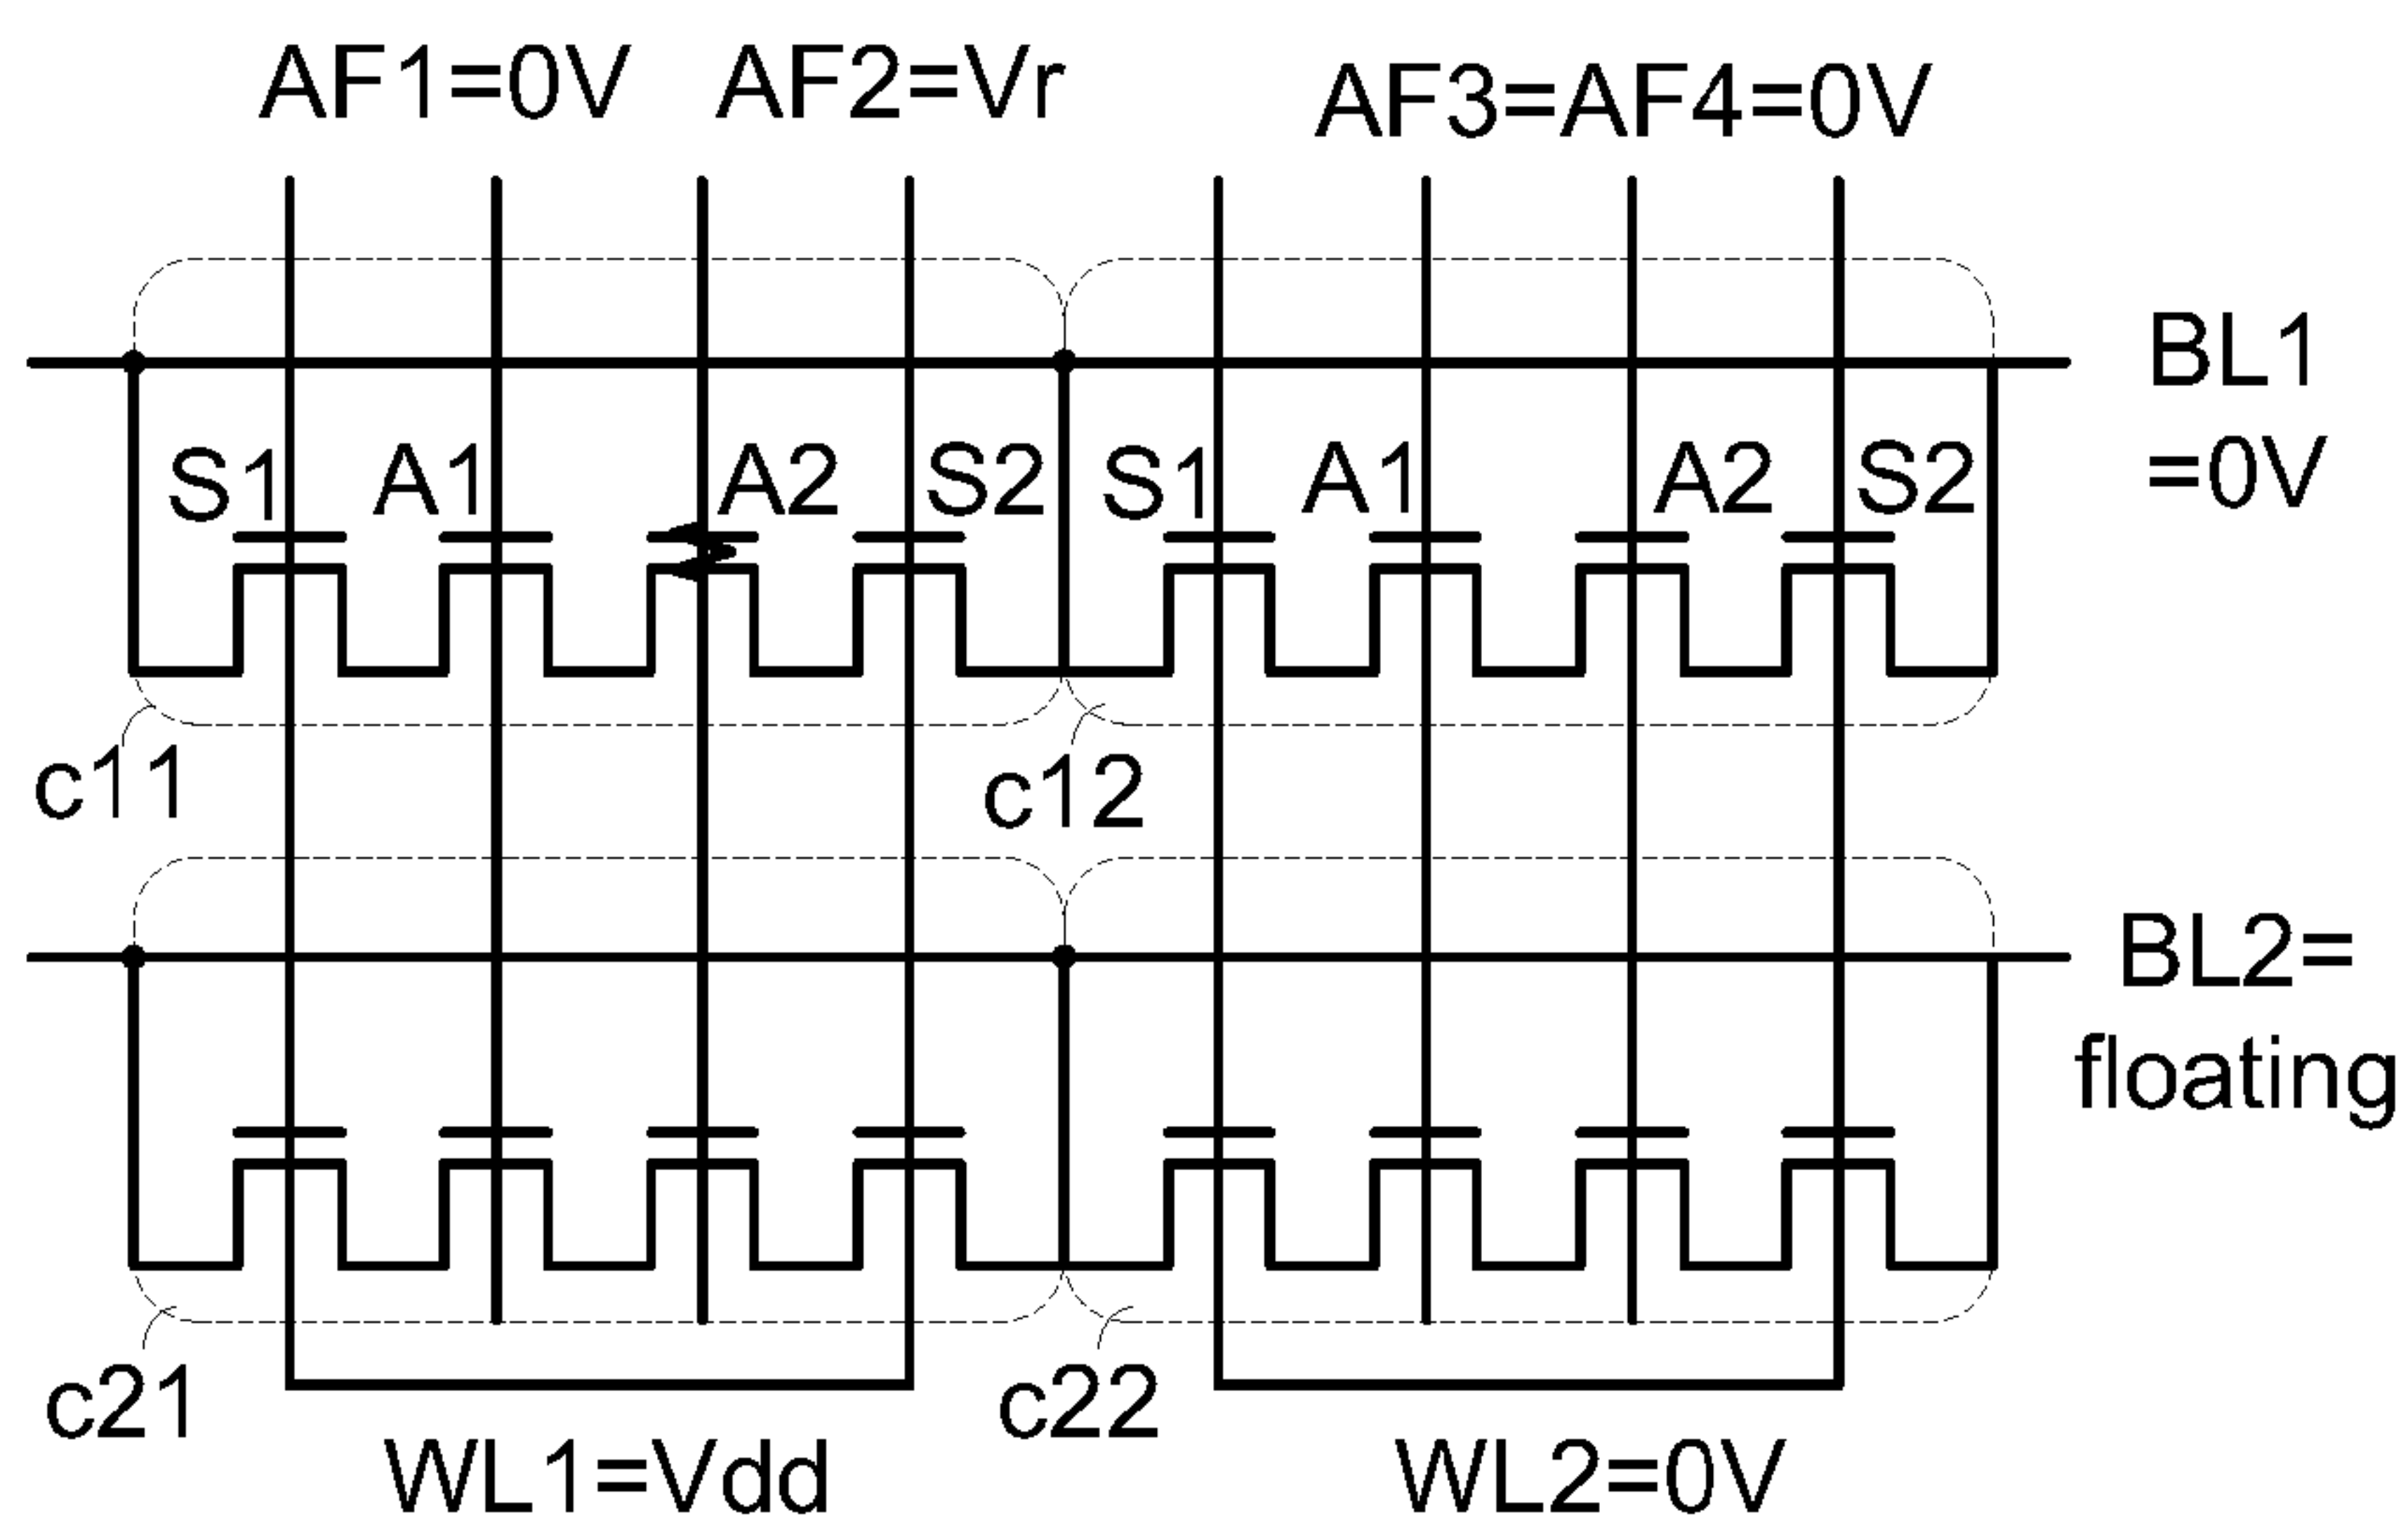 AF1=0V AF2=Vr AF3=AF4=0V
BL1
=0V
S1 A1 A2 S2 S1 A1 A2 S2
c11 c12
BL2=
floating
c21 c22
WL1=Vdd WL2=0V